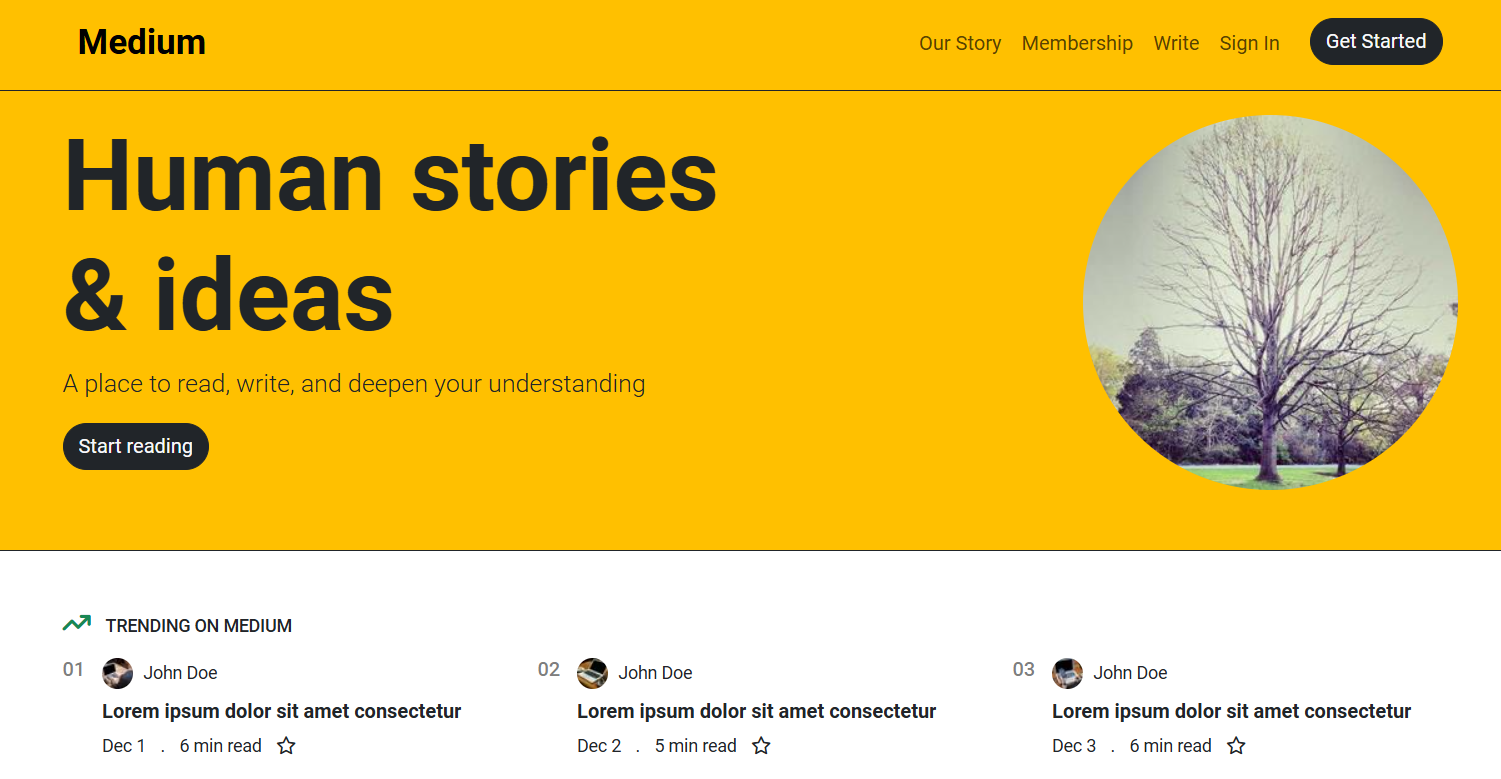 Medium
Our Story Membership Write Sign In Get Started
Human stories
& ideas
A place to read, write, and deepen your understanding
Start reading
TRENDING ON MEDIUM
01 John Doe
Lorem ipsum dolor sit amet consectetur
Dec 1 . 6 min read
02 John Doe
Lorem ipsum dolor sit amet consectetur
Dec 2 . 5 min read
03 John Doe
Lorem ipsum dolor sit amet consectetur
Dec 3 . 6 min read